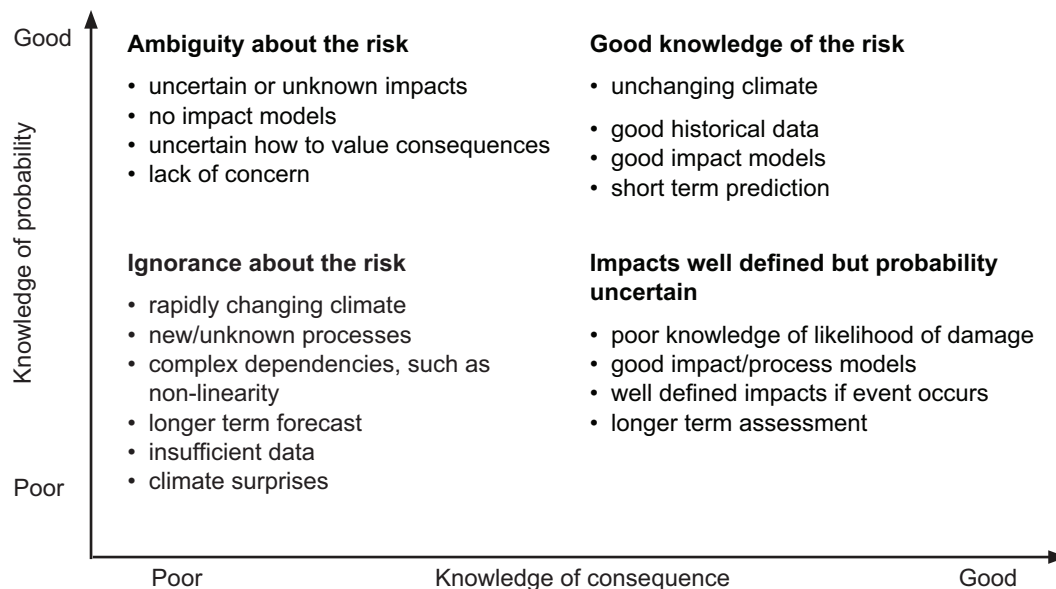 Good
Knowledge of probability
Poor
Ambiguity about the risk
• uncertain or unknown impacts
• no impact models
• uncertain how to value consequences
• lack of concern
Good knowledge of the risk
• unchanging climate
• good historical data
• good impact models
• short term prediction
Ignorance about the risk
• rapidly changing climate
• new/unknown processes
• complex dependencies, such as
non-linearity
• longer term forecast
• insufficient data
• climate surprises
Impacts well defined but probability
uncertain
• poor knowledge of likelihood of damage
• good impact/process models
• well defined impacts if event occurs
• longer term assessment
Poor
Knowledge of consequence
Good